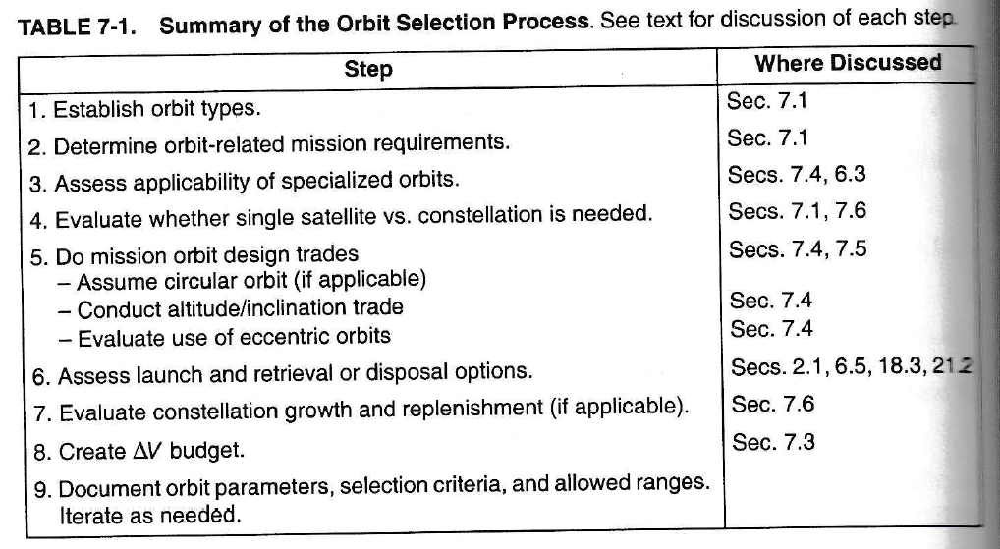 TABLE 7-1. Summary of the Orbit Selection Process. See text for discussion of each step.
Step Where Discussed
1. Establish orbit types. Sec. 7.1
2. Determine orbit-related mission requirements. Sec. 7.1
3. Assess applicability of specialized orbits. Secs. 7.4, 6.3
4. Evaluate whether single satellite vs. constellation is needed. Secs. 7.1, 7.6
5. Do mission orbit design trades Secs. 7.4, 7.5
– Assume circular orbit (if applicable)
– Conduct altitude/inclination trade Sec. 7.4
– Evaluate use of eccentric orbits Sec. 7.4
6. Assess launch and retrieval or disposal options. Secs. 2.1, 6.5, 18.3, 21.2
7. Evaluate constellation growth and replenishment (if applicable). Sec. 7.6
8. Create ΔV budget. Sec. 7.3
9. Document orbit parameters, selection criteria, and allowed ranges.
Iterate as needed.